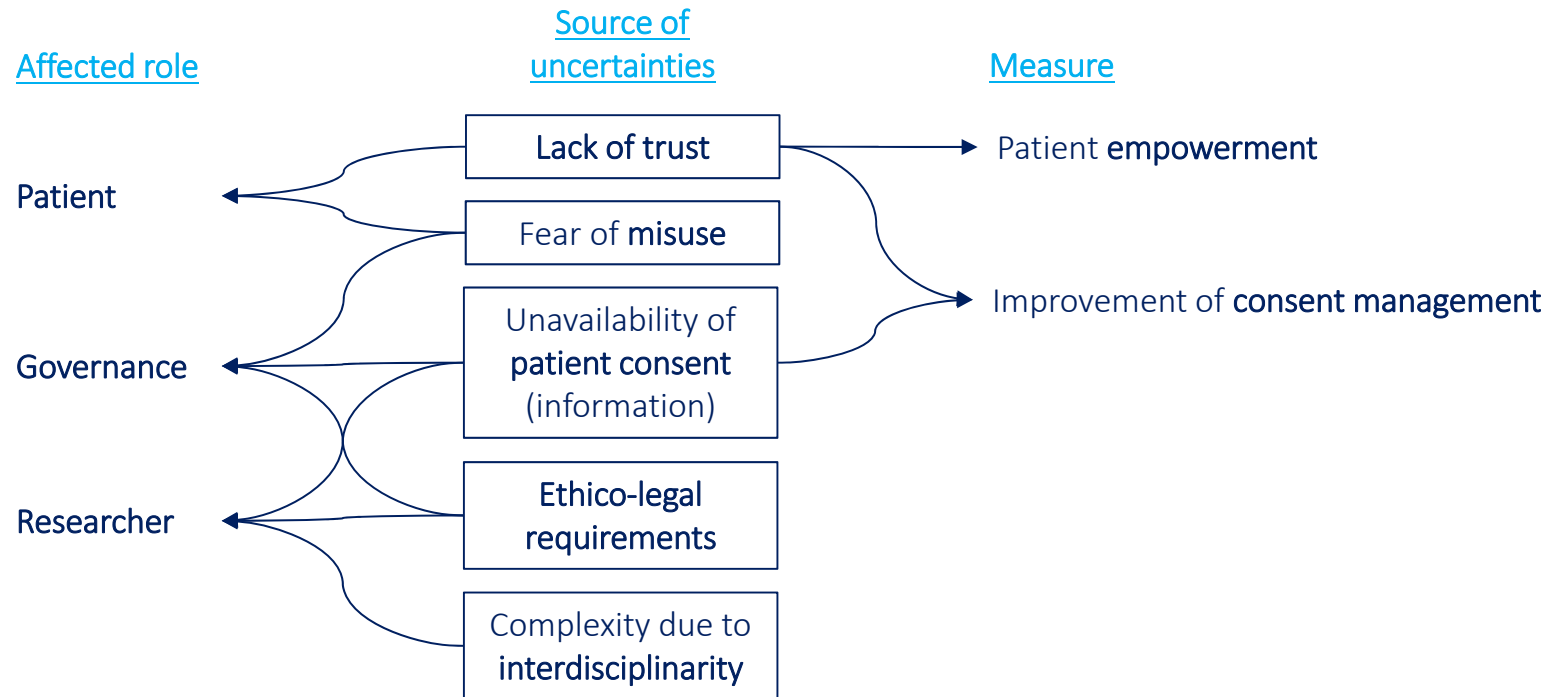 Affected role
Source of
uncertainties
Measure
Patient
Governance
Researcher
Lack of trust
Fear of misuse
Unavailability of
patient consent
(information)
Ethico-legal
requirements
Complexity due to
interdisciplinarity
Patient empowerment
Improvement of consent management